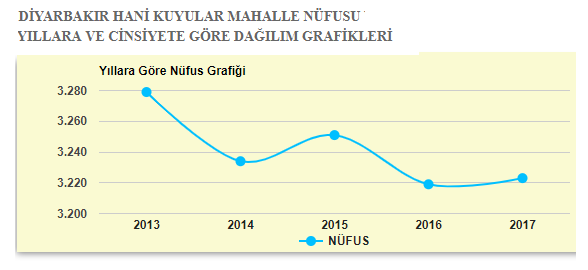 DİYARBAKIR HANİ KUYULAR MAHALLE NÜFUSU
YILLARA VE CİNSİYETE GÖRE DAĞILIM GRAFİKLERİ
Yıllara Göre Nüfus Grafiği
3.280
3.260
3.240
3.220
3.200
2013 2014 2015 2016 2017
NÜFUS